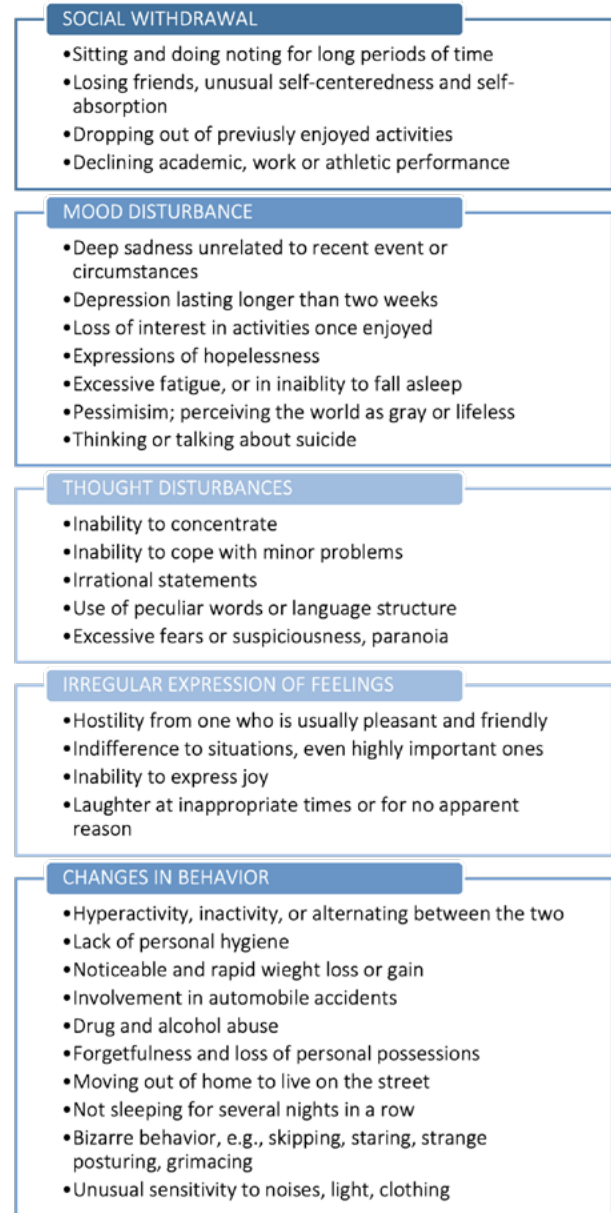 SOCIAL WITHDRAWAL
•Sitting and doing noting for long periods of time
•Losing friends, unusual self-centeredness and self-
absorption
•Dropping out of previusly enjoyed activities
•Declining academic, work or athletic performance
MOOD DISTURBANCE
•Deep sadness unrelated to recent event or
circumstances
•Depression lasting longer than two weeks
•Loss of interest in activities once enjoyed
•Expressions of hopelessness
•Excessive fatigue, or in inaiblity to fall asleep
•Pessimisim; perceiving the world as gray or lifeless
•Thinking or talking about suicide
THOUGHT DISTURBANCES
•Inability to concentrate
•Inability to cope with minor problems
•Irrational statements
•Use of peculiar words or language structure
•Excessive fears or suspiciousness, paranoia
IRREGULAR EXPRESSION OF FEELINGS
•Hostility from one who is usually pleasant and friendly
•Indifference to situations, even highly important ones
•Inability to express joy
•Laughter at inappropriate times or for no apparent
reason
CHANGES IN BEHAVIOR
•Hyperactivity, inactivity, or alternating between the two
•Lack of personal hygiene
•Noticeable and rapid wieght loss or gain
•Involvement in automobile accidents
•Drug and alcohol abuse
•Forgetfulness and loss of personal possessions
•Moving out of home to live on the street
•Not sleeping for several nights in a row
•Bizarre behavior, e.g., skipping, staring, strange
posturing, grimacing
•Unusual sensitivity to noises, light, clothing